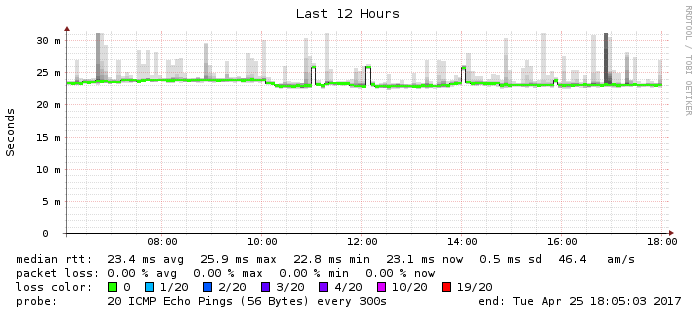 Last 12 Hours
RRDTOOL / TOBI OETIKER
Seconds
30 m
25 m
20 m
15 m
10 m
5 m
0
08:00 10:00 12:00 14:00 16:00 18:00
median rtt: 23.4 ms avg 25.9 ms max 22.8 ms min 23.1 ms now 0.5 ms sd 46.4 am/s
packet loss: 0.00 % avg 0.00 % max 0.00 % min 0.00 % now
loss color: 0 1/20 2/20 3/20 4/20 10/20 19/20
probe: 20 ICMP Echo Pings (56 Bytes) every 300s end: Tue Apr 25 18:05:03 2017